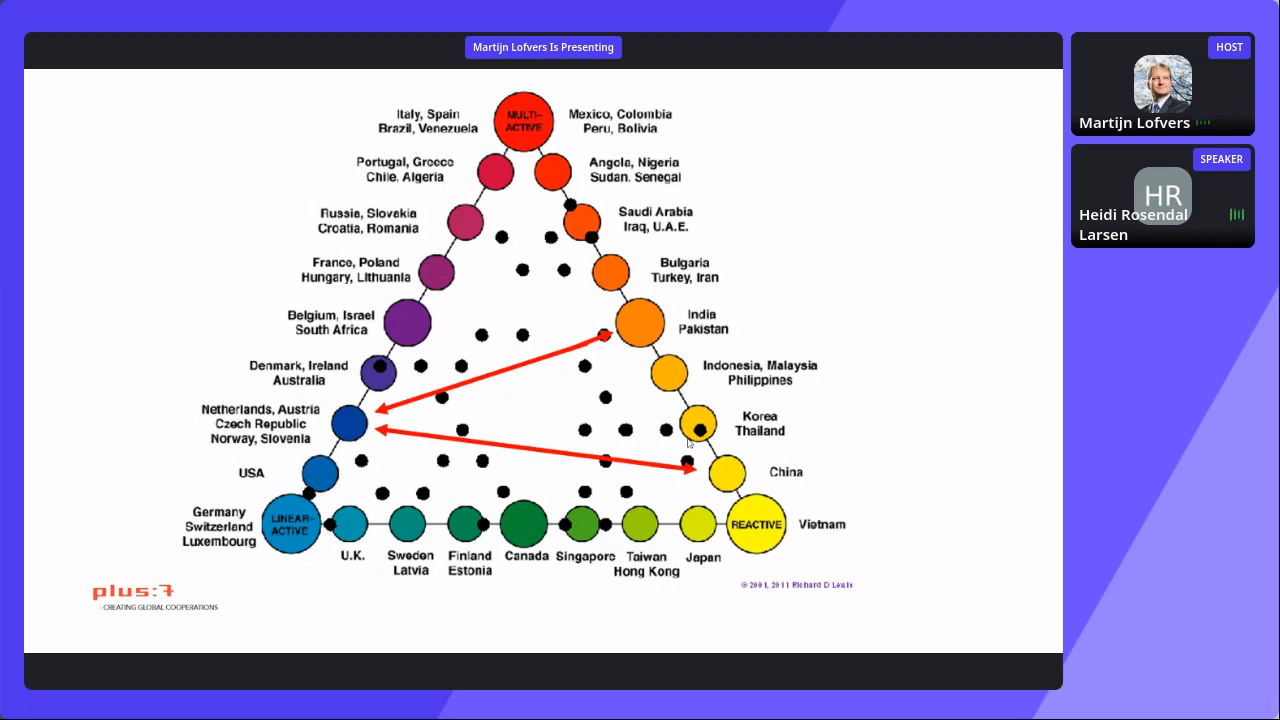 Martijn Lofvers Is Presenting
Italy, Spain
Brazil, Venezuela
MULTI-
ACTIVE
Mexico, Colombia
Peru, Bolivia
Portugal, Greece
Chile, Algeria
Angola, Nigeria
Sudan, Senegal
Russia, Slovakia
Croatia, Romania
Saudi Arabia
Iraq, U.A.E.
France, Poland
Hungary, Lithuania
Bulgaria
Turkey, Iran
Belgium, Israel
South Africa
India
Pakistan
Denmark, Ireland
Australia
Indonesia, Malaysia
Philippines
Netherlands, Austria
Czech Republic
Norway, Slovenia
Korea
Thailand
USA
China
Germany
Switzerland
Luxembourg
LINEAR-
ACTIVE
REACTIVE
Vietnam
U.K.
Sweden
Latvia
Finland
Estonia
Canada
Singapore
Taiwan
Hong Kong
Japan
plus:7
- CREATING GLOBAL COOPERATIONS
© 2001, 2011 Richard D Lewis
HOST
Martijn Lofvers
SPEAKER
HR
Heidi Rosendal
Larsen